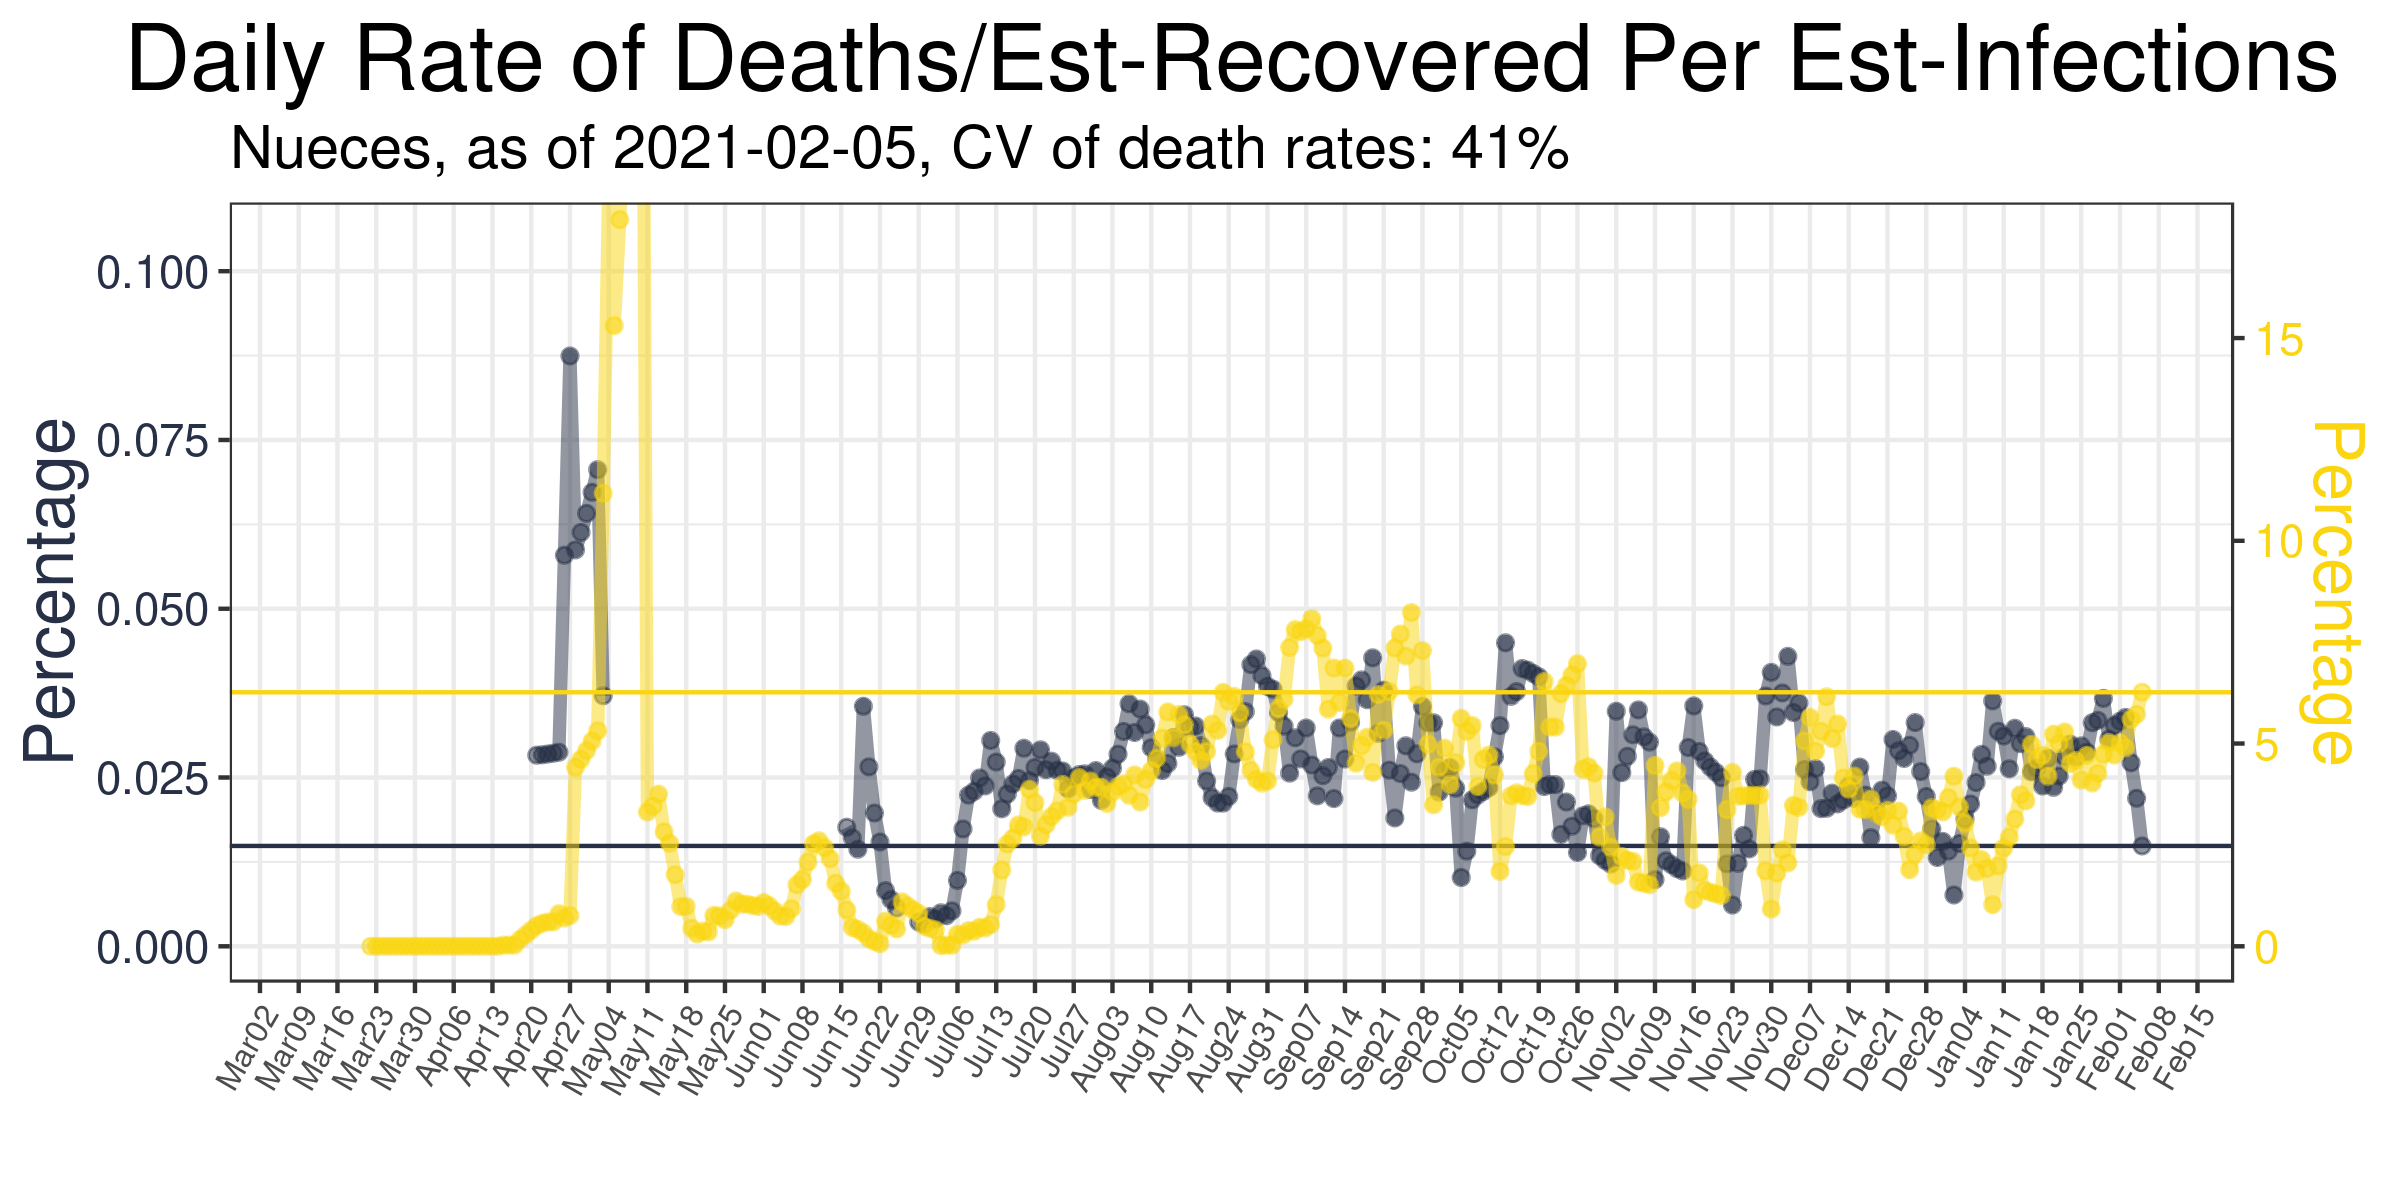 Daily Rate of Deaths/Est-Recovered Per Est-Infections
Nueces, as of 2021-02-05, CV of death rates: 41%
Percentage
0.100
0.075
0.050
0.025
0.000
15
10
5
0
Percentage
Mar02 Mar09 Mar16 Mar23 Mar30 Apr06 Apr13 Apr20 Apr27 May04 May11 May18 May25 Jun01 Jun08 Jun15 Jun22 Jun29 Jul06 Jul13 Jul20 Jul27 Aug03 Aug10 Aug17 Aug24 Aug31 Sep07 Sep14 Sep21 Sep28 Oct05 Oct12 Oct19 Oct26 Nov02 Nov09 Nov16 Nov23 Nov30 Dec07 Dec14 Dec21 Dec28 Jan04 Jan11 Jan18 Jan25 Feb01 Feb08 Feb15